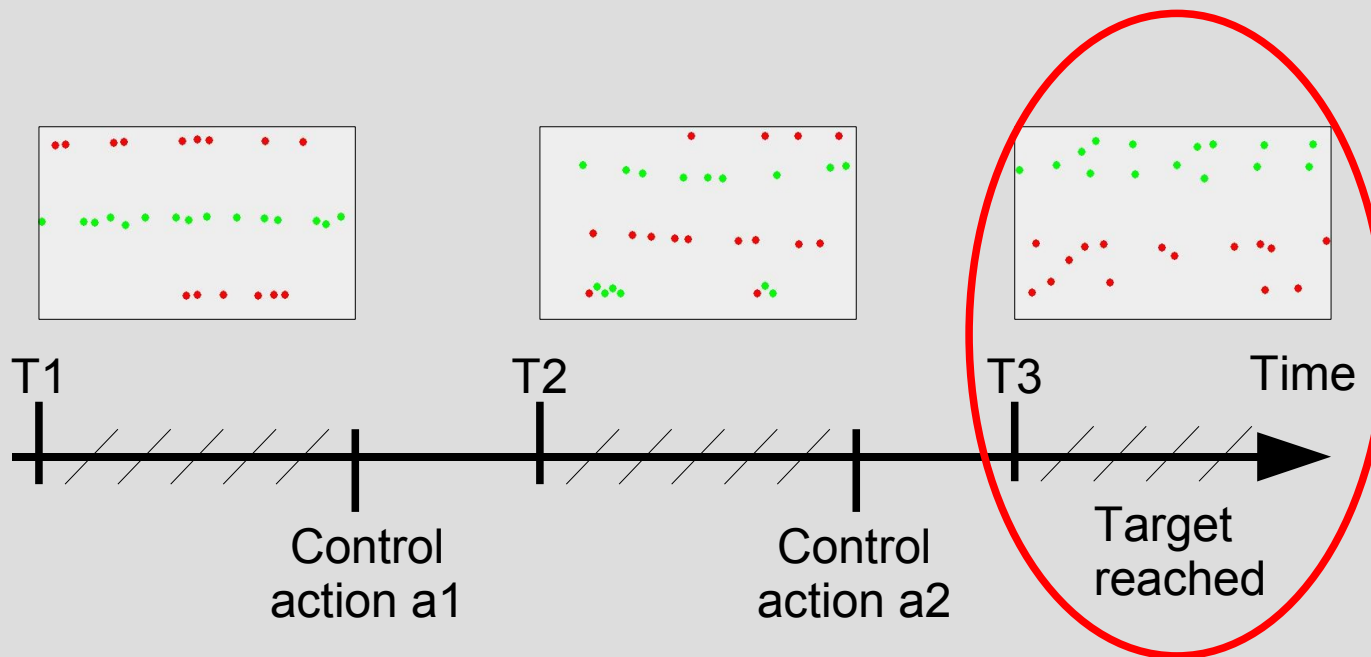 T1
T2
T3
Time
Control
action a1
Control
action a2
Target
reached